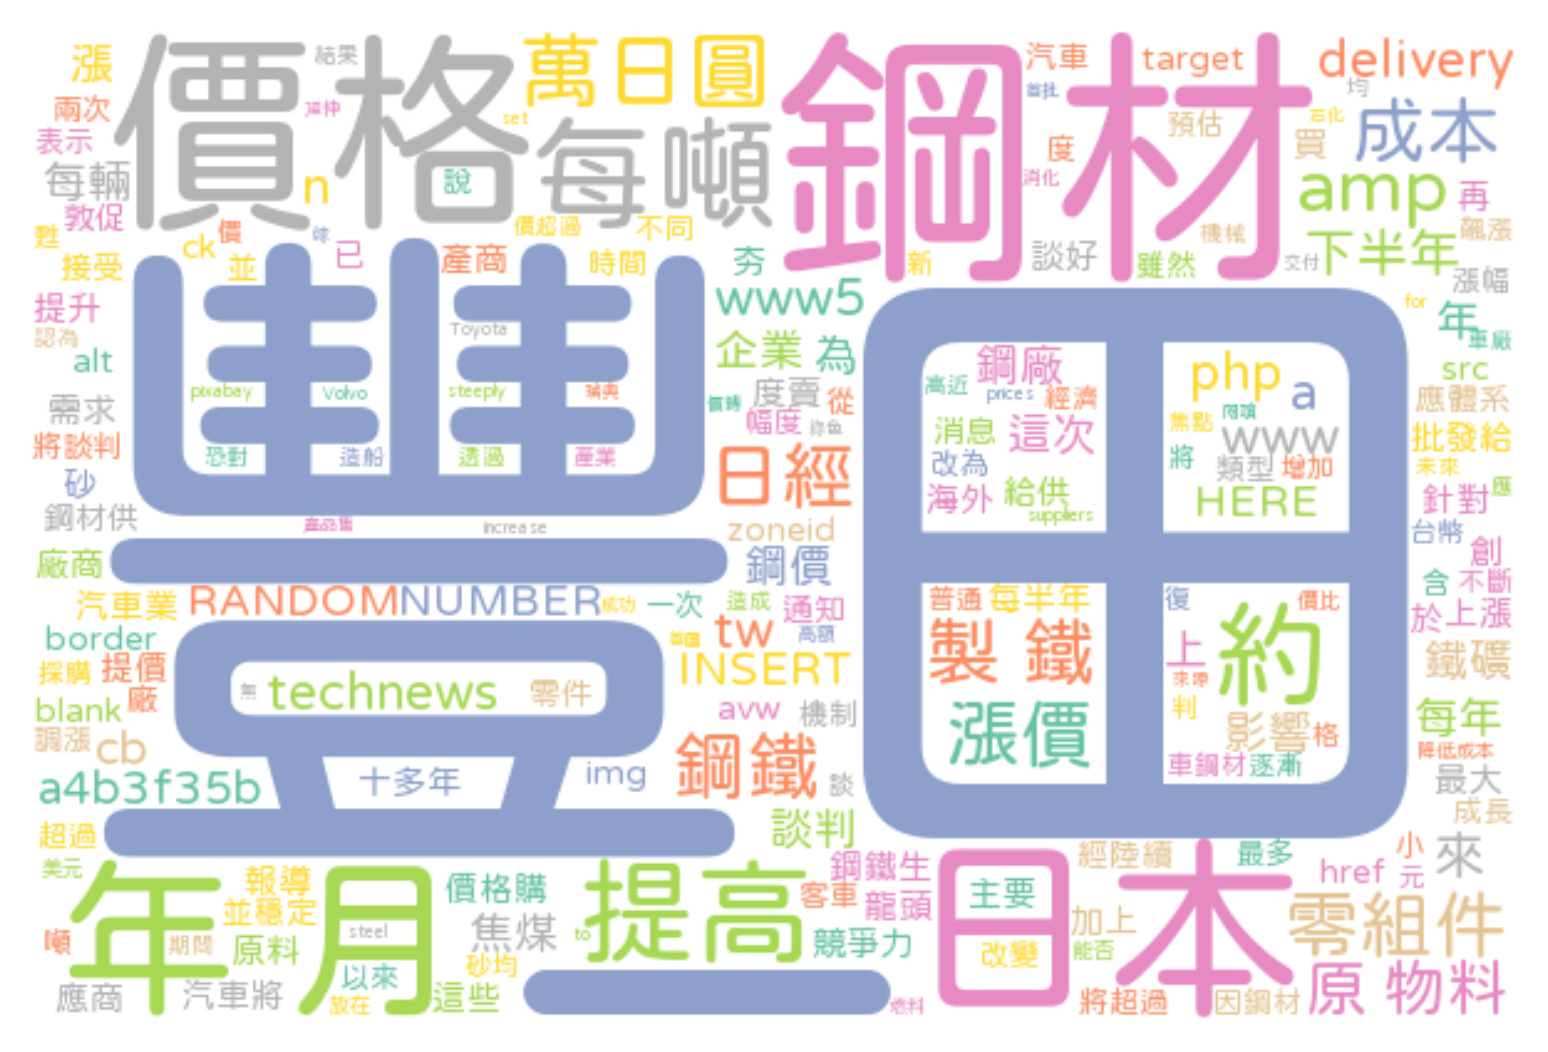 豐田
鋼材
價格
年月
日本
提高
每噸
萬日圓
一
約
製 鐵
漲價
鋼鐵
日經
零組件
原 物料
成本
amp
下半年
delivery
target
汽車
首批
均
石化
預估
買
度
消化
再
機械
飆漲
談好
雖然
交付
新
漲幅
for
年
車廠
src
應體系
批發給
未來
針對
應
台幣
創
含
不斷
於
上漲
鐵礦
每年
降低成本
最大
成長
小
元
來
href
最多
經陸續
加上
能否
主要
改變
將超過
因鋼材
漲
結果
兩次
表示
每輛
敦促
甦
接受
ck
價
並
已
n
說
set
價超過
不同
產商
時間
夯
www5
企業
為
度賣
從
幅度
價轉
提升
認為
alt
需求
將談判
砂
鋼材供
廠商
Toyota
pixabay
Volvo
steeply
瑞典
恐對
造船
透過
產業
increase
zoneid
鋼價
汽車業
RANDOM
NUMBER
成功
一次
造成
通知
高額
tw
INSERT
border
採購
提價
廠
blank
調漲
cb
a4b3f35b
超過
無
technews
零件
avw
機制
十多年
img
談
談判
鋼廠
高近
prices
經濟
消息
這次
改為
海外
給供
suppliers
php
a
焦點
www
將
類型
增加
HERE
普通
每半年
復
價比
上
判
影響
格
車鋼材
逐漸
美元
報導
並穩定
噸
期間
原料
應商
汽車將
steel
以來
放在
這些
價格購
焦煤
砂均
to
鋼鐵生
客車
龍頭
競爭力
燃料